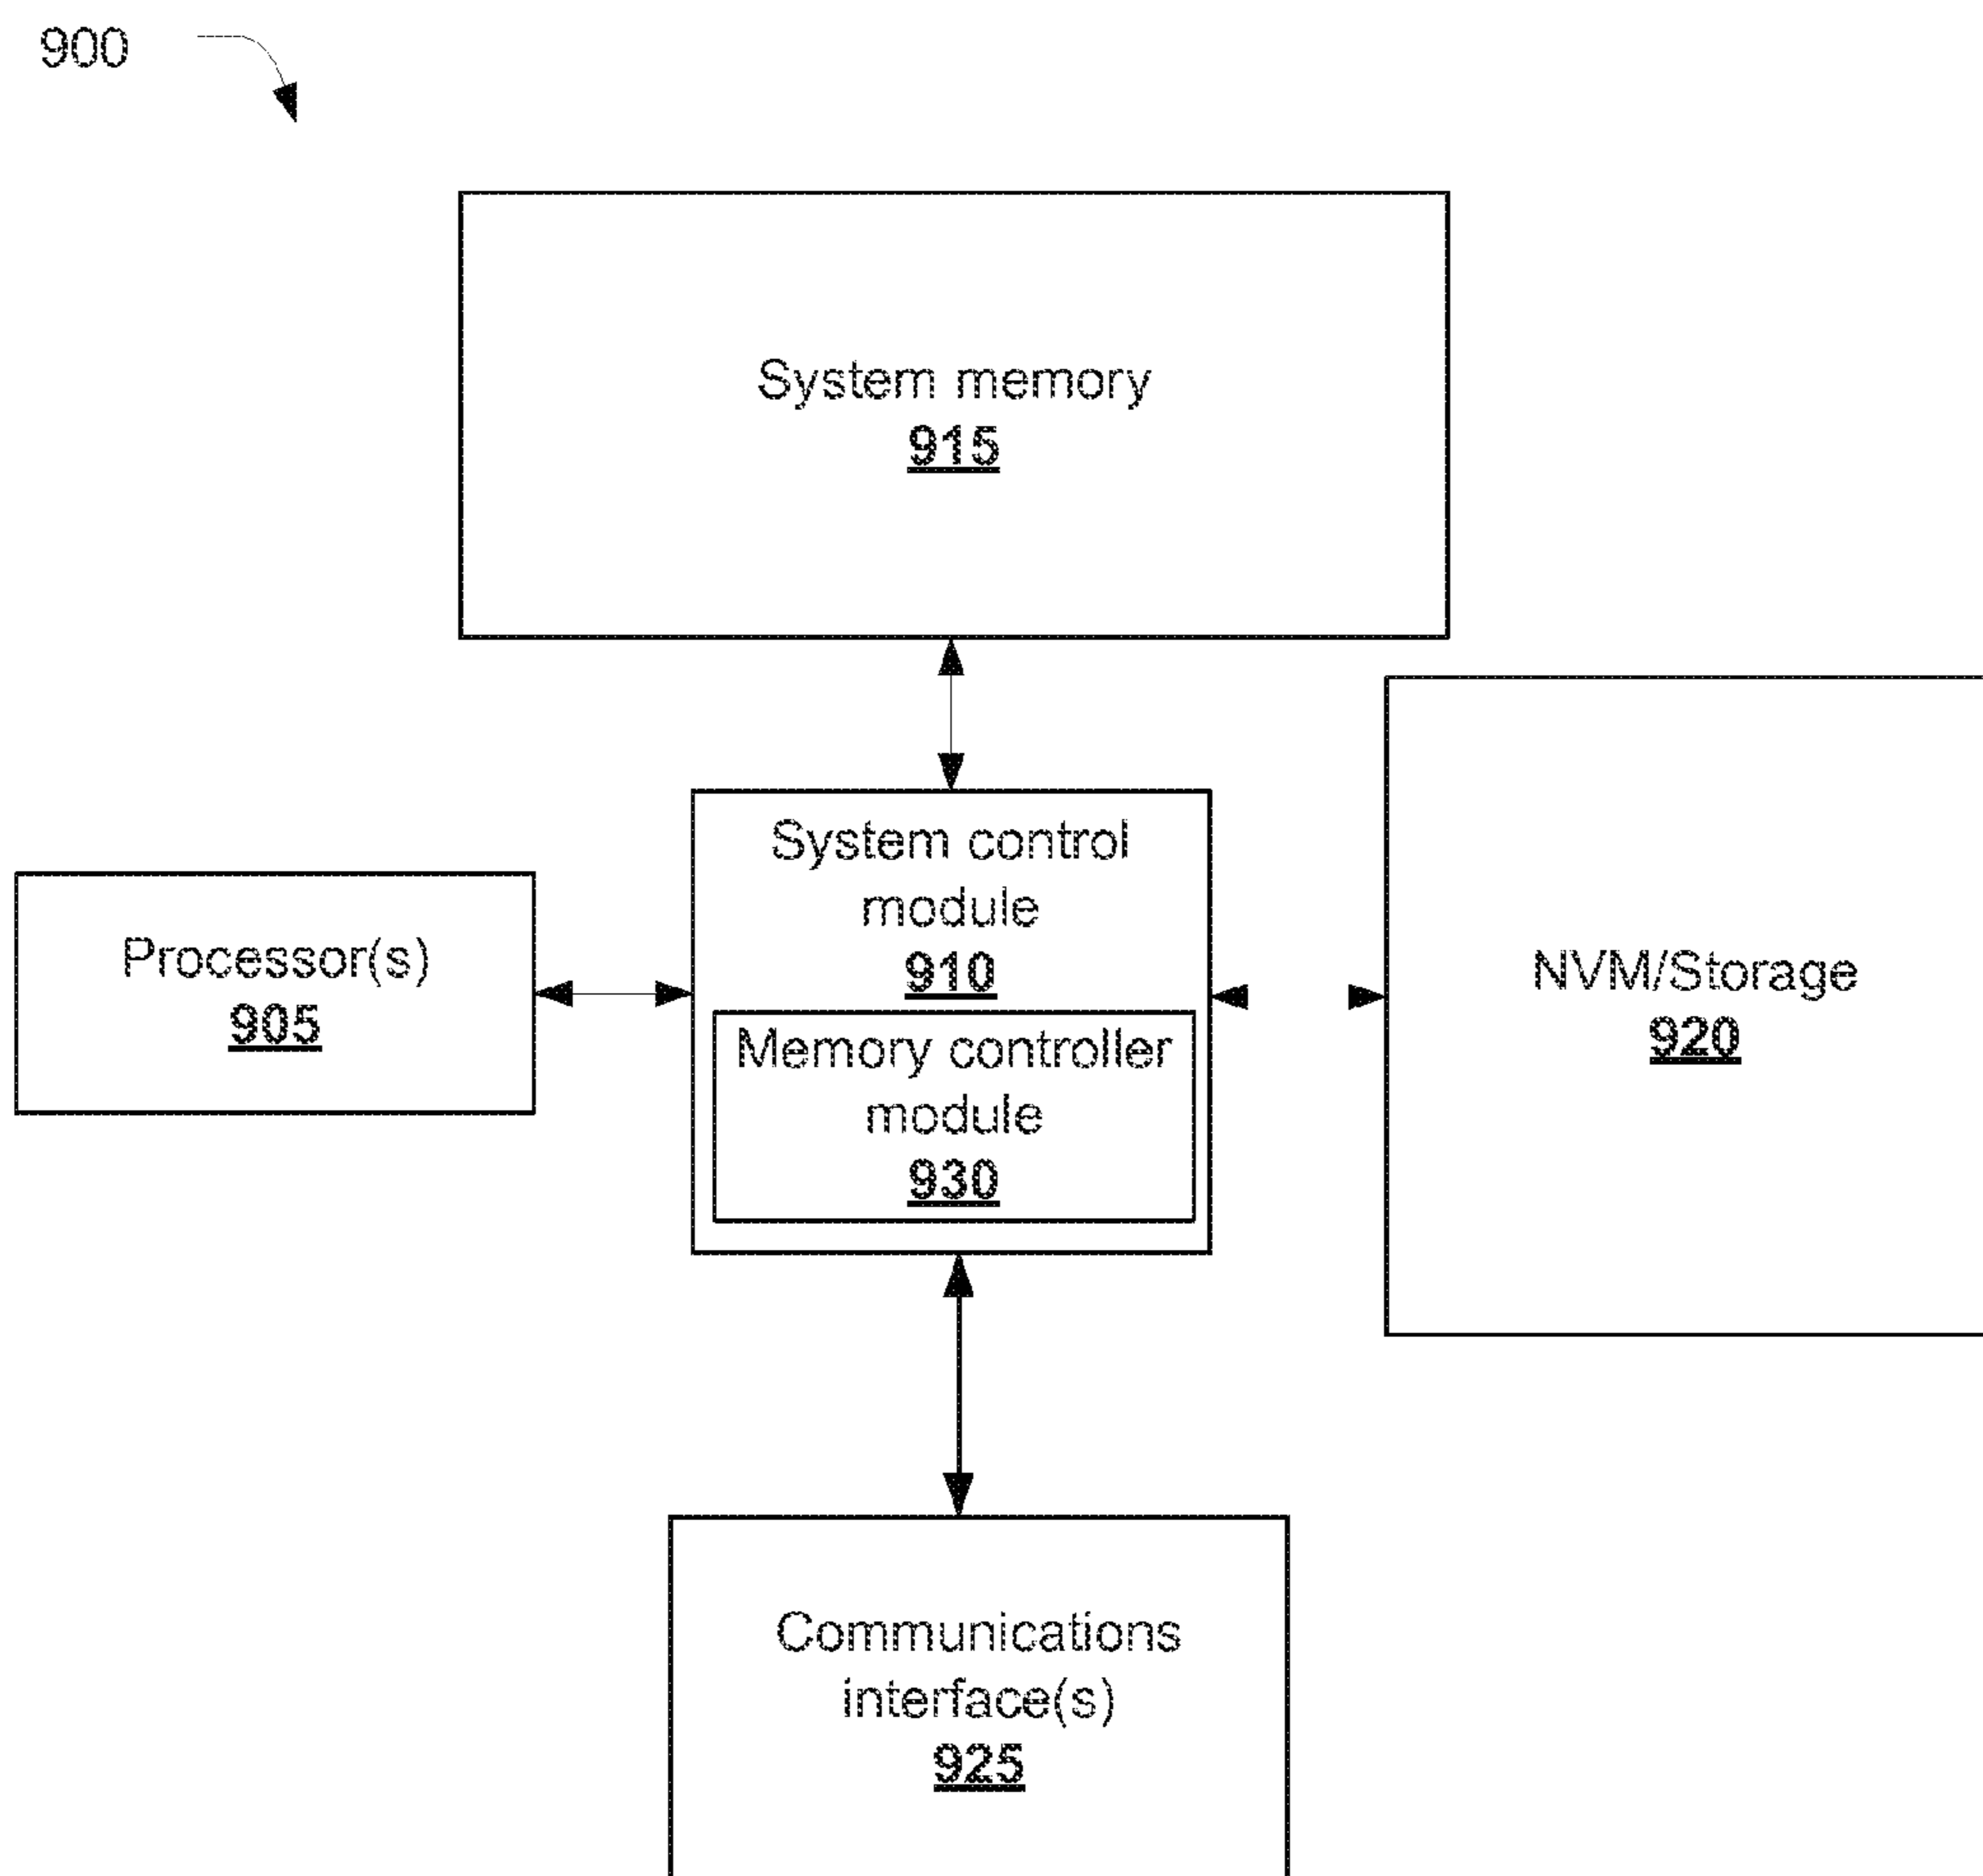 900
System memory
915
System control
module
910
Processor(s)
905
Memory controller
module
930
NVM/Storage
920
Communications
interface(s)
925